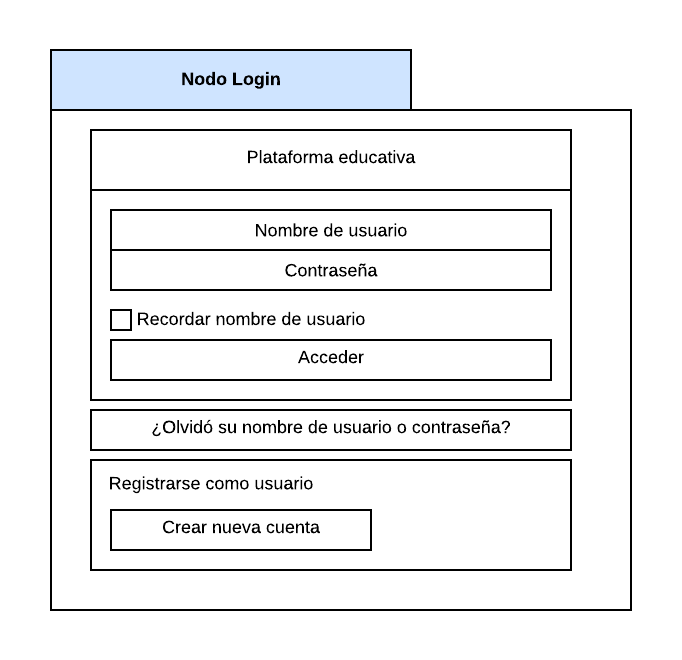 Nodo Login
Plataforma educativa
Nombre de usuario
Contraseña
Recordar nombre de usuario
Acceder
¿Olvidó su nombre de usuario o contraseña?
Registrarse como usuario
Crear nueva cuenta